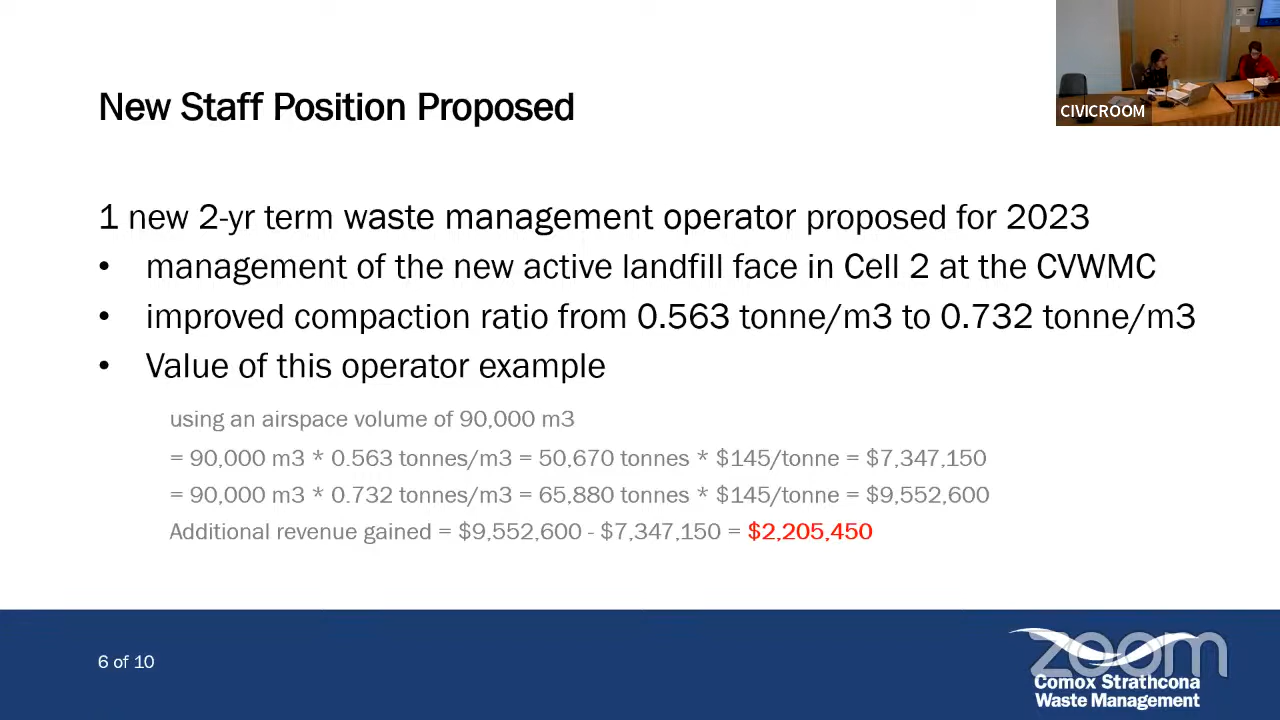 CIVICROOM
New Staff Position Proposed
1 new 2-yr term waste management operator proposed for 2023
• management of the new active landfill face in Cell 2 at the CVWMC
• improved compaction ratio from 0.563 tonne/m3 to 0.732 tonne/m3
• Value of this operator example
using an airspace volume of 90,000 m3
= 90,000 m3 * 0.563 tonnes/m3 = 50,670 tonnes * $145/tonne = $7,347,150
= 90,000 m3 * 0.732 tonnes/m3 = 65,880 tonnes * $145/tonne = $9,552,600
Additional revenue gained = $9,552,600 - $7,347,150 = $2,205,450
6 of 10
zoom
Comox Strathcona
Waste Management